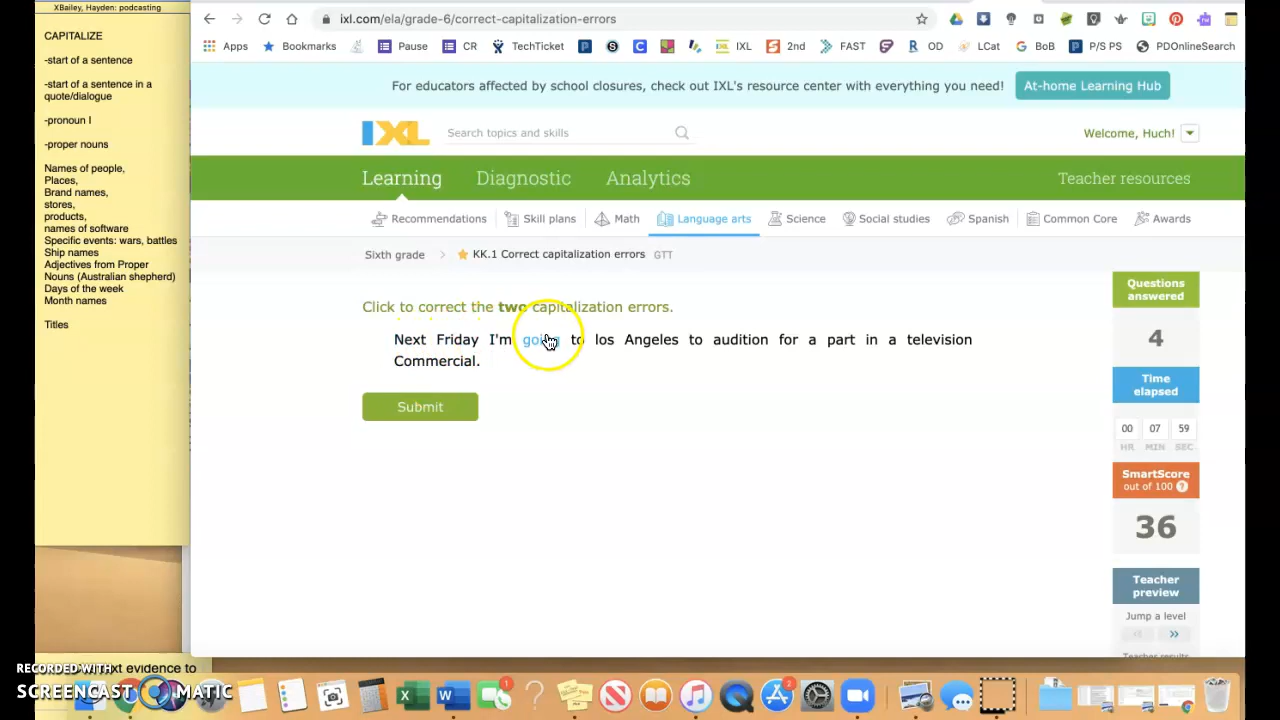 XBailey, Hayden: podcasting
CAPITALIZE
-start of a sentence
-start of a sentence in a
quote/dialogue
-pronoun I
-proper nouns
Names of people,
Places,
Brand names,
stores,
products,
names of software
Specific events: wars, battles
Ship names
Adjectives from Proper
Nouns (Australian shepherd)
Days of the week
Month names
Titles
ixl.com/ela/grade-6/correct-capitalization-errors
Apps Bookmarks Pause CR TechTicket IXL 2nd FAST OD LCat BoB P/S PS PDOnlineSearch
For educators affected by school closures, check out IXL's resource center with everything you need! At-home Learning Hub
IXL Search topics and skills Welcome, Huch!
Learning Diagnostic Analytics Teacher resources
Recommendations Skill plans Math Language arts Science Social studies Spanish Common Core Awards
Sixth grade > KK.1 Correct capitalization errors GTT
Click to correct the two capitalization errors.
Next Friday I'm going to los Angeles to audition for a part in a television
Commercial.
Submit
Questions
answered
4
Time
elapsed
00 07 59
HR MIN SEC
SmartScore
out of 100 ?
36
Teacher
preview
Jump a level
Teacher results
RECORDED WITH
SCREENCAST MATIC
xt evidence to